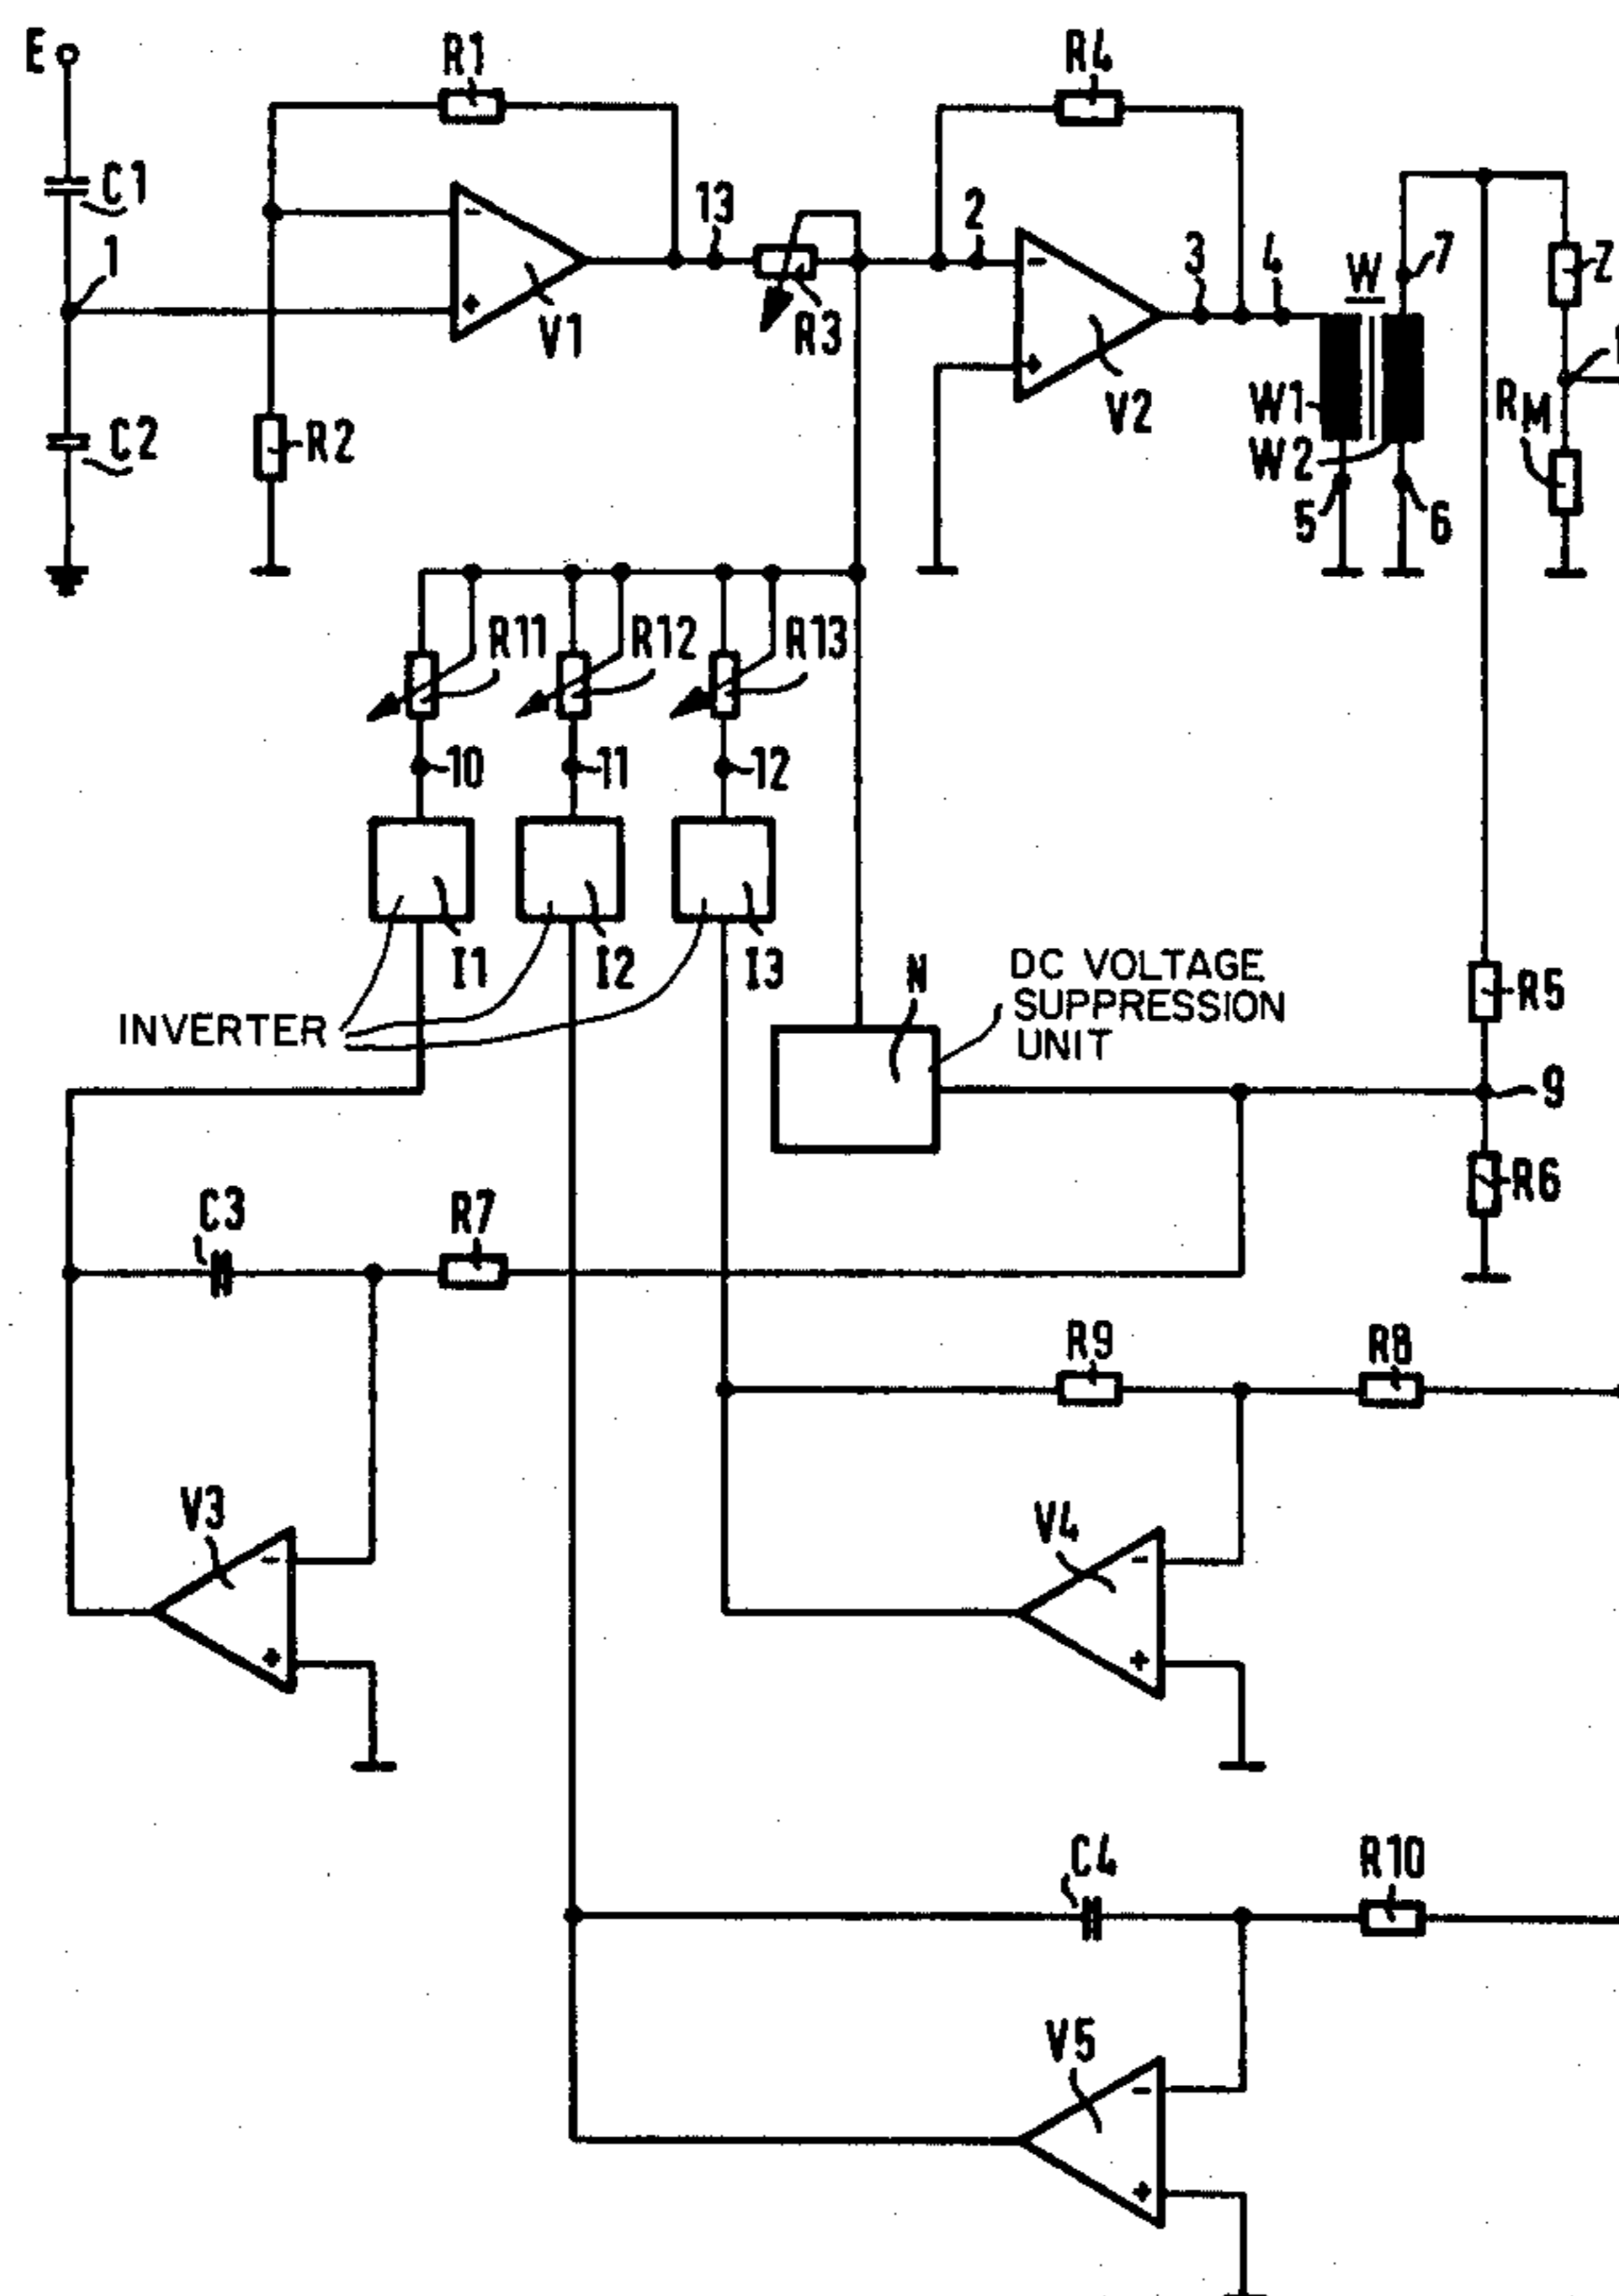 E
R1
R4
C1
13
2
1
3
4
W
7
Z
V1
R3
V2
W1
RM
C2
R2
W2
5
6
R11
R12
R13
10
11
12
I1
I2
I3
N
DC VOLTAGE
SUPPRESSION
UNIT
R5
INVERTER
9
C3
R7
R6
R9
R8
V3
V4
C4
R10
V5